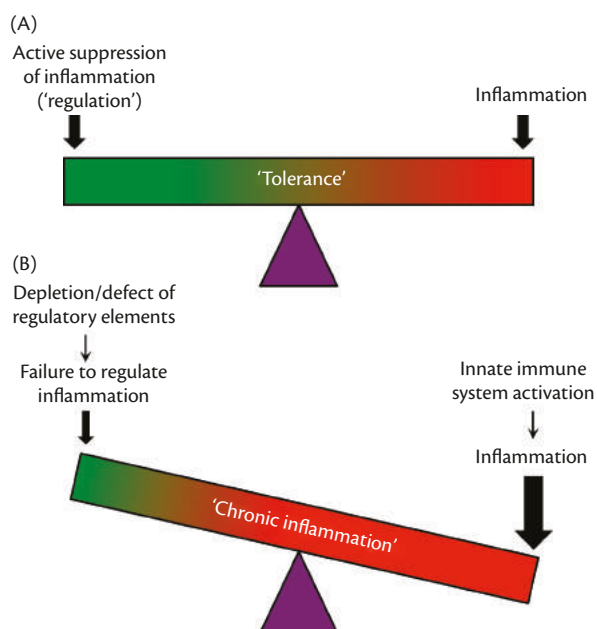 (A)
Active suppression
of inflammation
(‘regulation’)
Inflammation
‘Tolerance’
(B)
Depletion/defect of
regulatory elements
Failure to regulate
inflammation
Innate immune
system activation
Inflammation
‘Chronic inflammation’